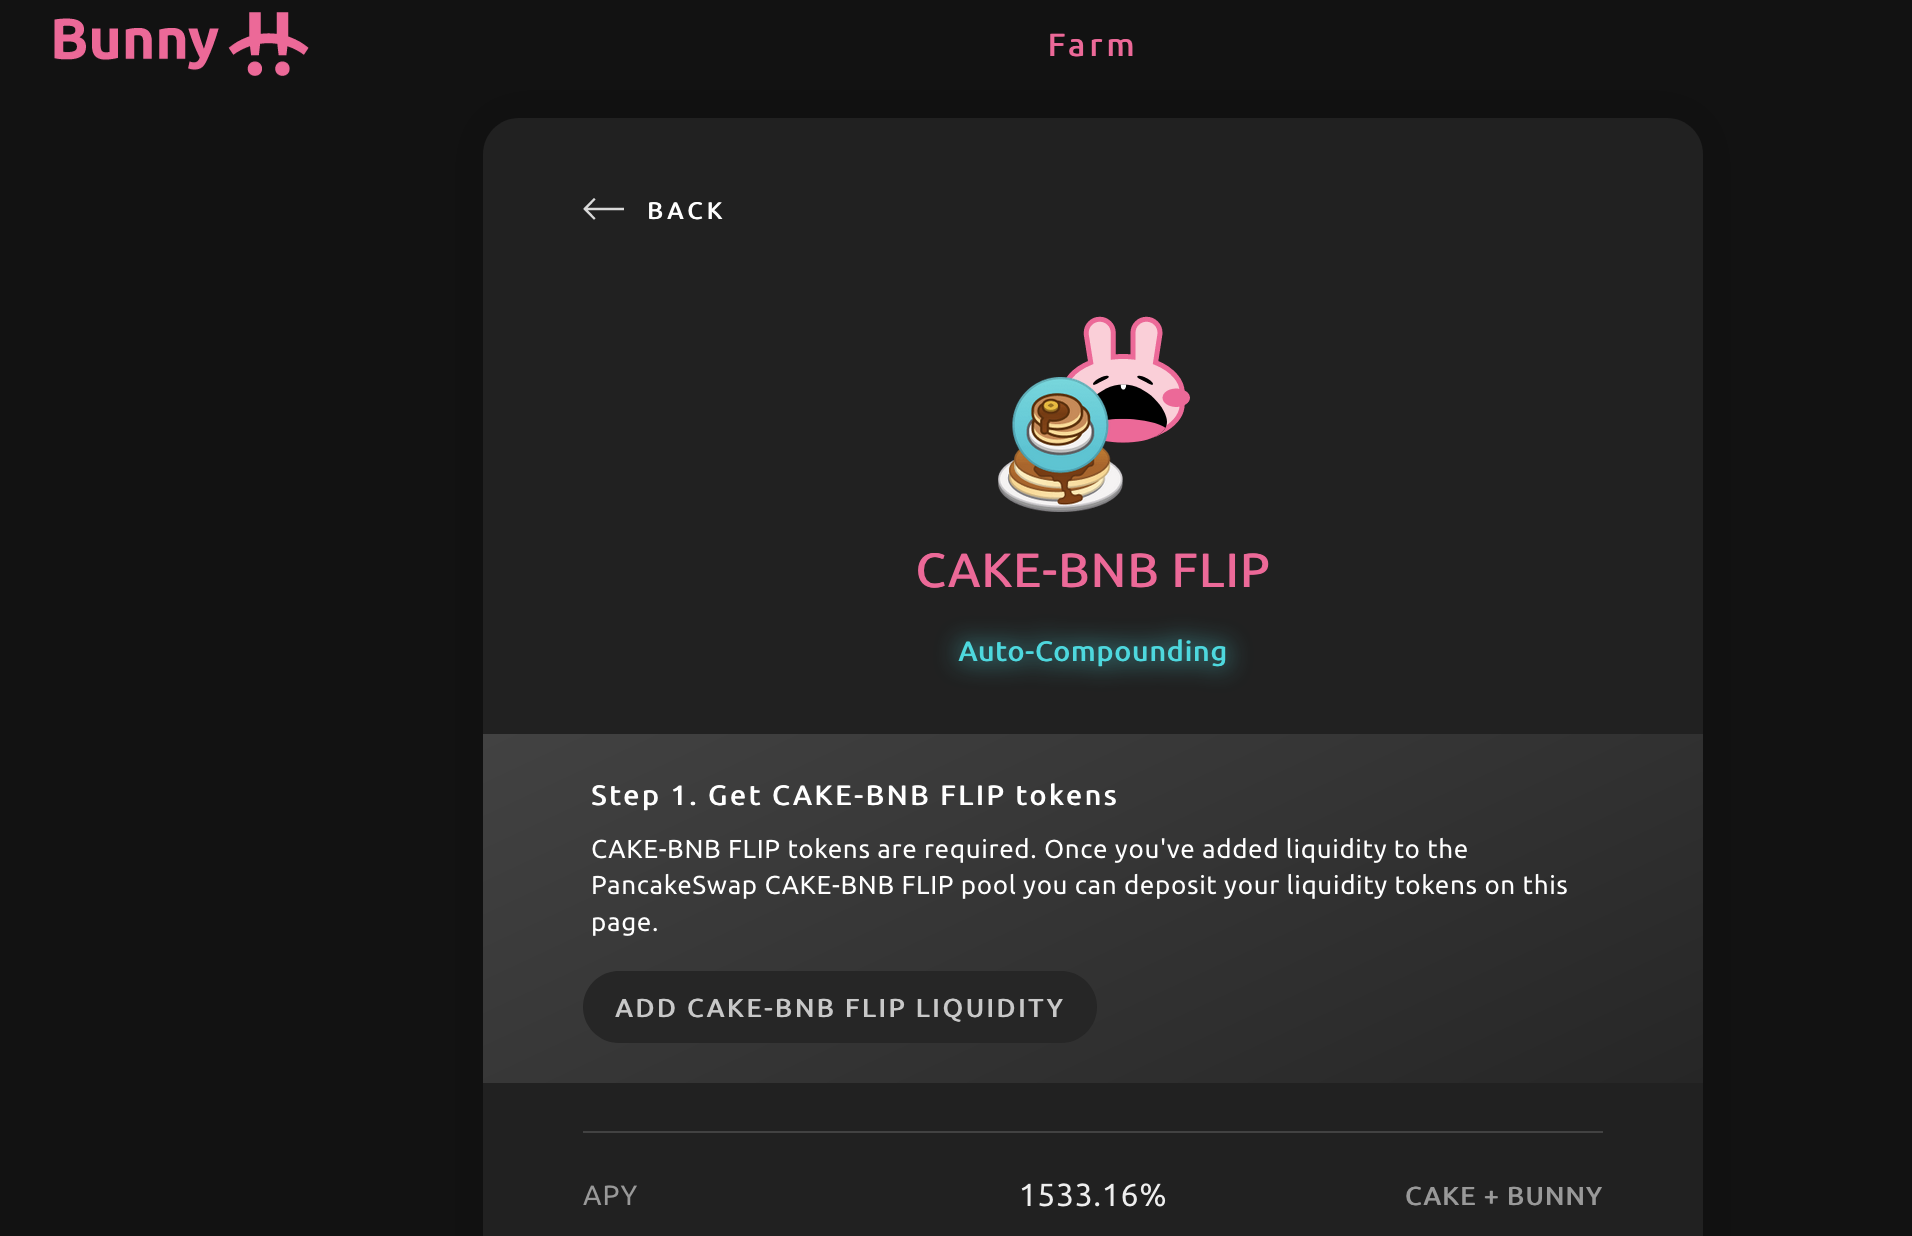 Bunny
Farm
BACK
CAKE-BNB FLIP
Auto-Compounding
Step 1. Get CAKE-BNB FLIP tokens
CAKE-BNB FLIP tokens are required. Once you've added liquidity to the
PancakeSwap CAKE-BNB FLIP pool you can deposit your liquidity tokens on this
page.
ADD CAKE-BNB FLIP LIQUIDITY
APY 1533.16% CAKE + BUNNY